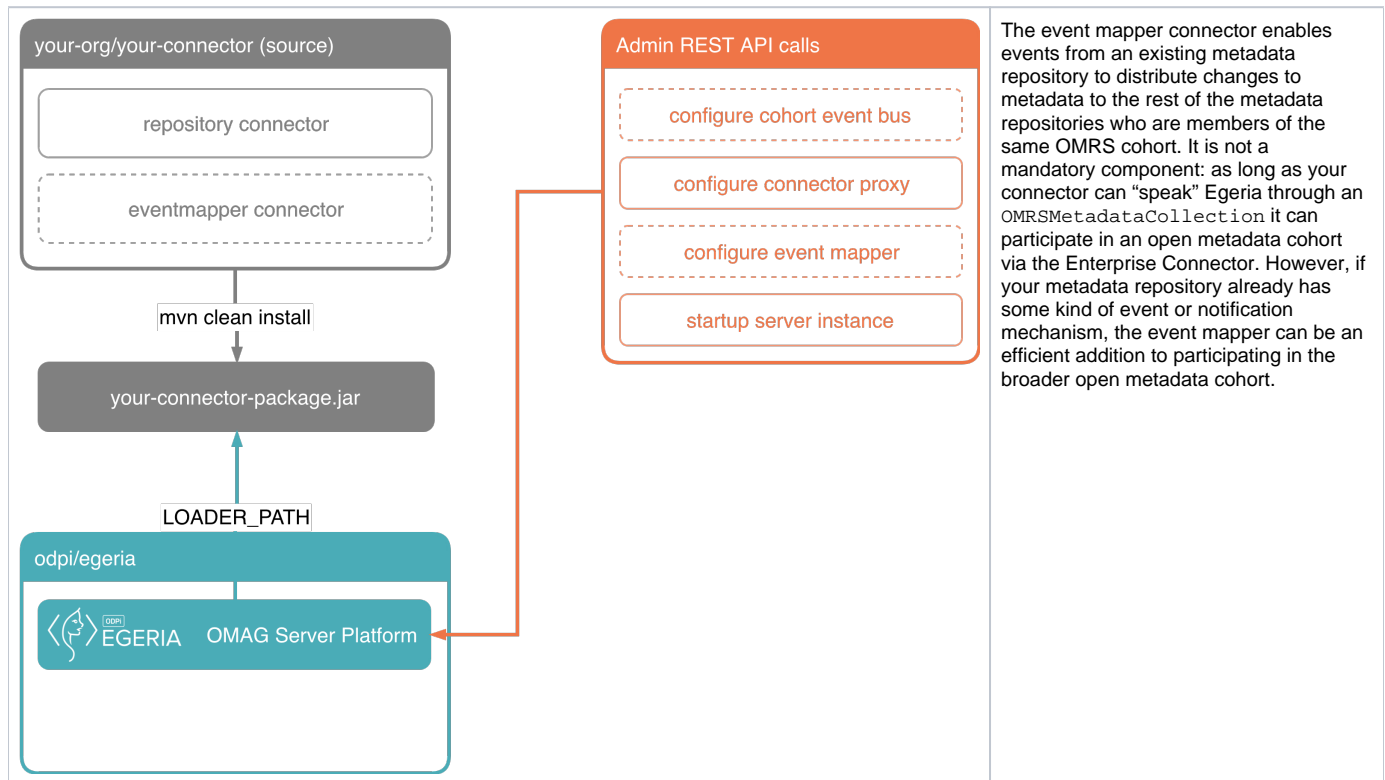 your-org/your-connector (source)
repository connector
eventmapper connector
mvn clean install
your-connector-package.jar
LOADER_PATH
odpi/egeria
ODPi
EGERIA
OMAG Server Platform
Admin REST API calls
configure cohort event bus
configure connector proxy
configure event mapper
startup server instance
The event mapper connector enables
events from an existing metadata
repository to distribute changes to
metadata to the rest of the metadata
repositories who are members of the
same OMRS cohort. It is not a
mandatory component: as long as your
connector can “speak” Egeria through an
OMRSMetadataCollection it can
participate in an open metadata cohort
via the Enterprise Connector. However, if
your metadata repository already has
some kind of event or notification
mechanism, the event mapper can be an
efficient addition to participating in the
broader open metadata cohort.